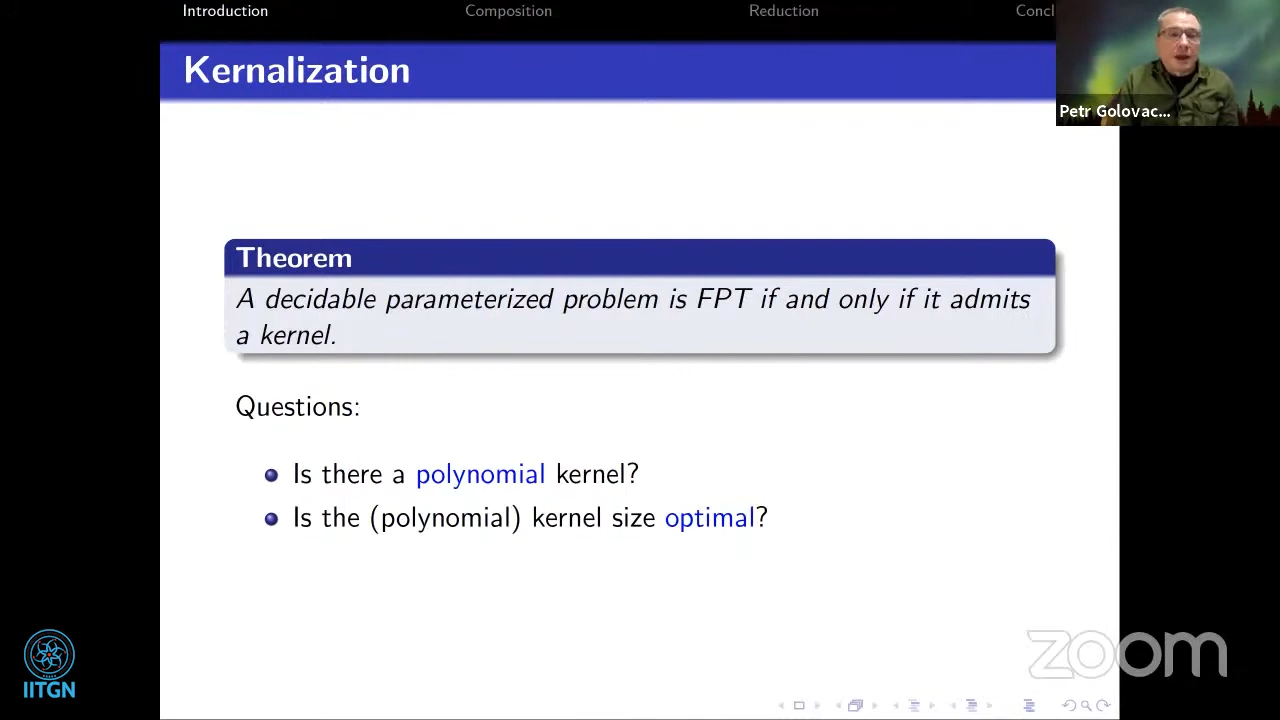 Introduction
Composition
Reduction
Concl
Kernalization
Petr Golovac...
Theorem
A decidable parameterized problem is FPT if and only if it admits
a kernel.
Questions:
Is there a polynomial kernel?
Is the (polynomial) kernel size optimal?
IITGN
zoom